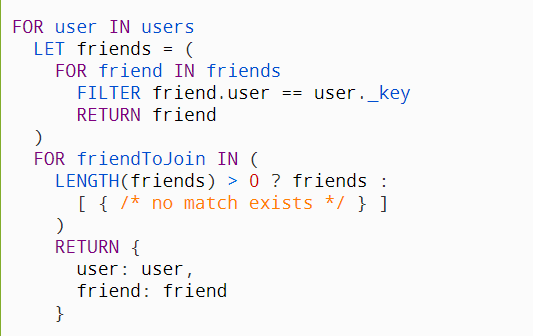 FOR user IN users
  LET friends = (
    FOR friend IN friends
      FILTER friend.user == user._key
      RETURN friend
  )
  FOR friendToJoin IN (
    LENGTH(friends) > 0 ? friends :
      [ { /* no match exists */ } ]
    )
    RETURN {
      user: user,
      friend: friend
    }